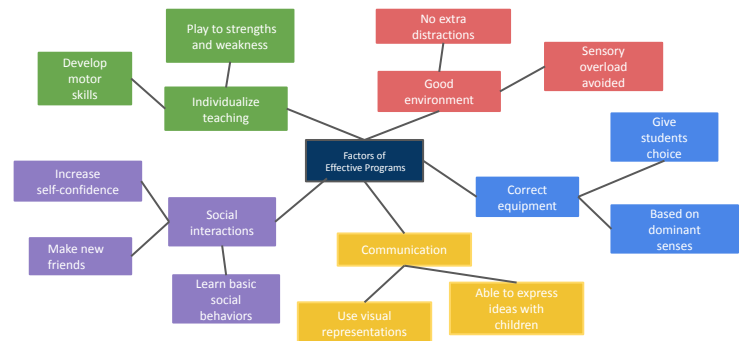 Play to strengths
and weakness
No extra
distractions
Develop
motor
skills
Sensory
overload
avoided
Good
environment
Individualize
teaching
Give
students
choice
Factors of
Effective Programs
Increase
self-confidence
Correct
equipment
Social
interactions
Based on
dominant
senses
Make new
friends
Communication
Learn basic
social
behaviors
Able to express
ideas with
children
Use visual
representations